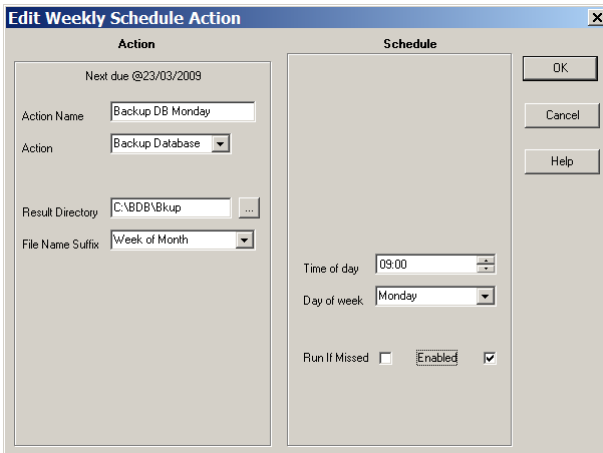 Edit Weekly Schedule Action
Action
Next due @23/03/2009
Action Name Backup DB Monday
Action Backup Database
Result Directory C:\BDB\Bkup ...
File Name Suffix Week of Month
Schedule
Time of day 09:00
Day of week Monday
Run If Missed Enabled
OK
Cancel
Help